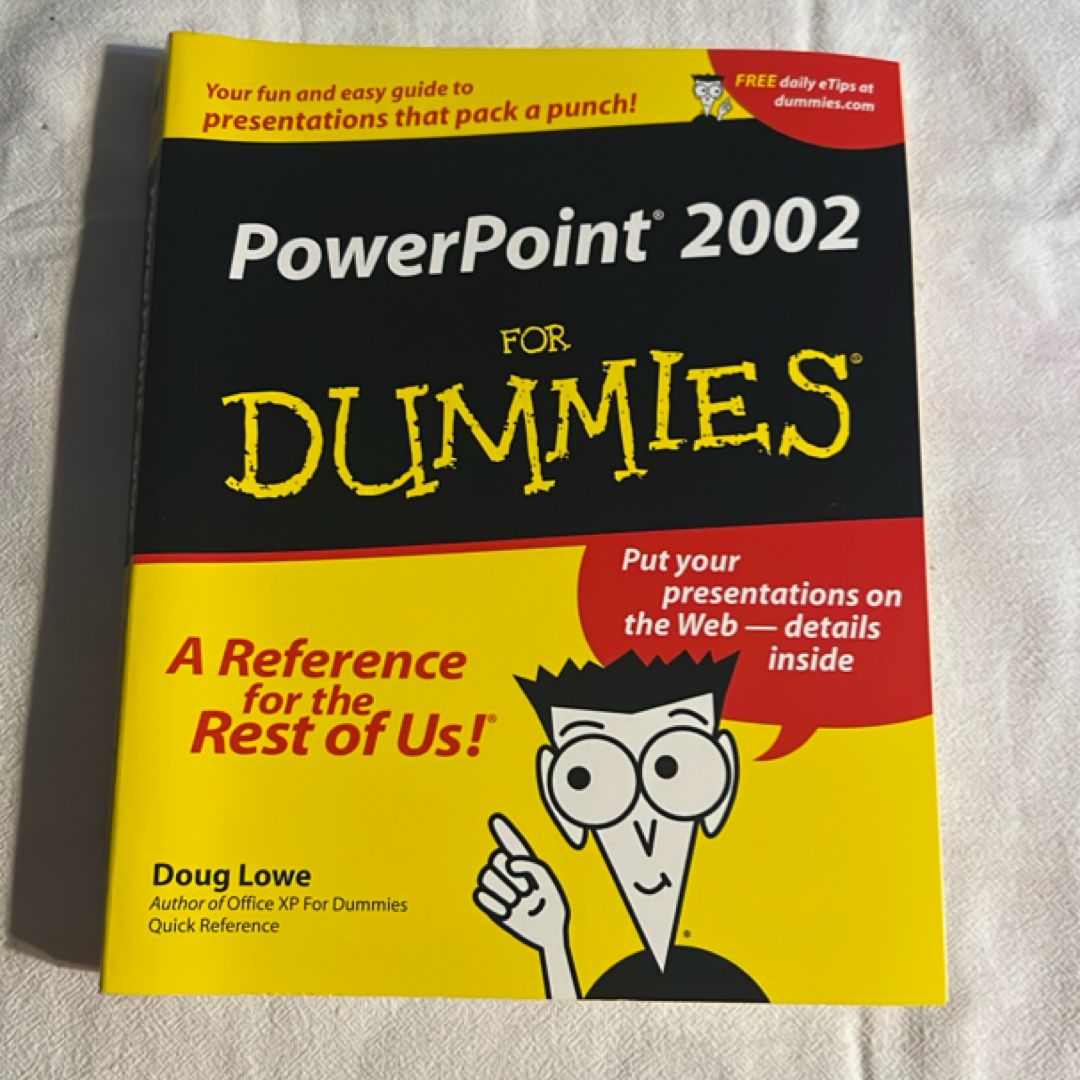 Your fun and easy guide to
presentations that pack a punch!
FREE daily eTips at
dummies.com
PowerPoint® 2002
FOR
DUMMIES®
Put your
presentations on
the Web — details
inside
A Reference
for the
Rest of Us!®
Doug Lowe
Author of Office XP For Dummies
Quick Reference